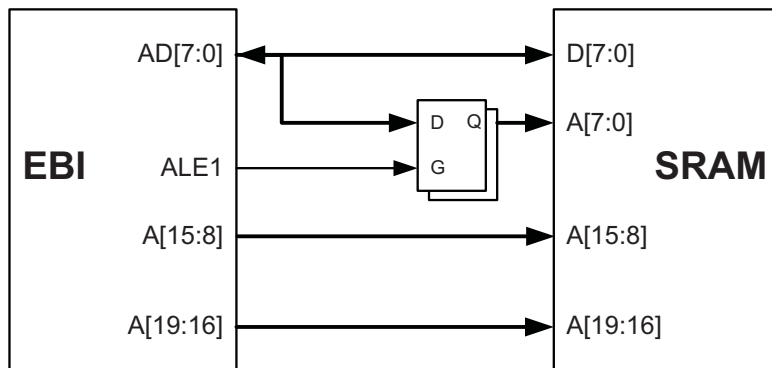 AD[7:0] D[7:0]
D Q A[7:0]
EBI ALE1 G SRAM
A[15:8] A[15:8]
A[19:16] A[19:16]